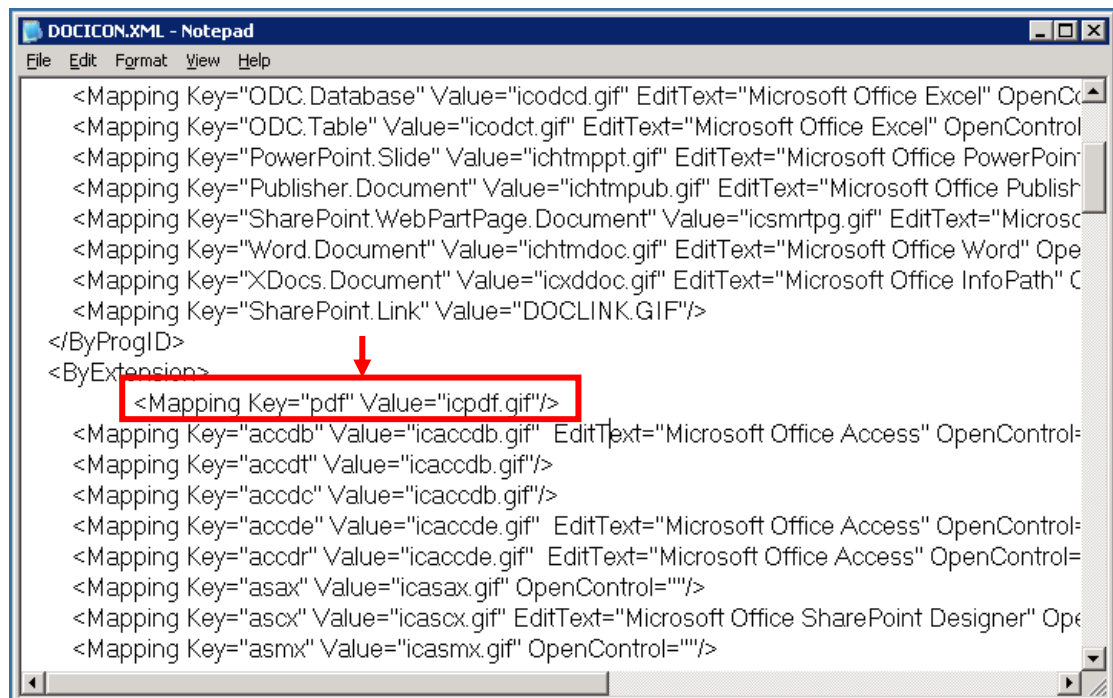 DOCICON.XML - Notepad
File Edit Format View Help
<Mapping Key="ODC.Database" Value="icodcd.gif" EditText="Microsoft Office Excel" OpenCo
<Mapping Key="ODC.Table" Value="icodct.gif" EditText="Microsoft Office Excel" OpenControl
<Mapping Key="PowerPoint.Slide" Value="ichtmppt.gif" EditText="Microsoft Office PowerPoin
<Mapping Key="Publisher.Document" Value="ichtmpub.gif" EditText="Microsoft Office Publish
<Mapping Key="SharePoint.WebPartPage.Document" Value="icsmrtpg.gif" EditText="Microsc
<Mapping Key="Word.Document" Value="ichtmdoc.gif" EditText="Microsoft Office Word" Ope
<Mapping Key="XDocs.Document" Value="icxddoc.gif" EditText="Microsoft Office InfoPath" C
<Mapping Key="SharePoint.Link" Value="DOCLINK.GIF"/>
</ByProgID>
<ByExtension>
<Mapping Key="pdf" Value="icpdf.gif"/>
<Mapping Key="accdb" Value="icaccdb.gif" EditText="Microsoft Office Access" OpenControl=
<Mapping Key="accdt" Value="icaccdb.gif"/>
<Mapping Key="accdc" Value="icaccdb.gif"/>
<Mapping Key="accde" Value="icaccde.gif" EditText="Microsoft Office Access" OpenControl=
<Mapping Key="accdr" Value="icaccde.gif" EditText="Microsoft Office Access" OpenControl=
<Mapping Key="asax" Value="icasax.gif" OpenControl=""/>
<Mapping Key="ascx" Value="icascx.gif" EditText="Microsoft Office SharePoint Designer" Ope
<Mapping Key="asmx" Value="icasmx.gif" OpenControl=""/>